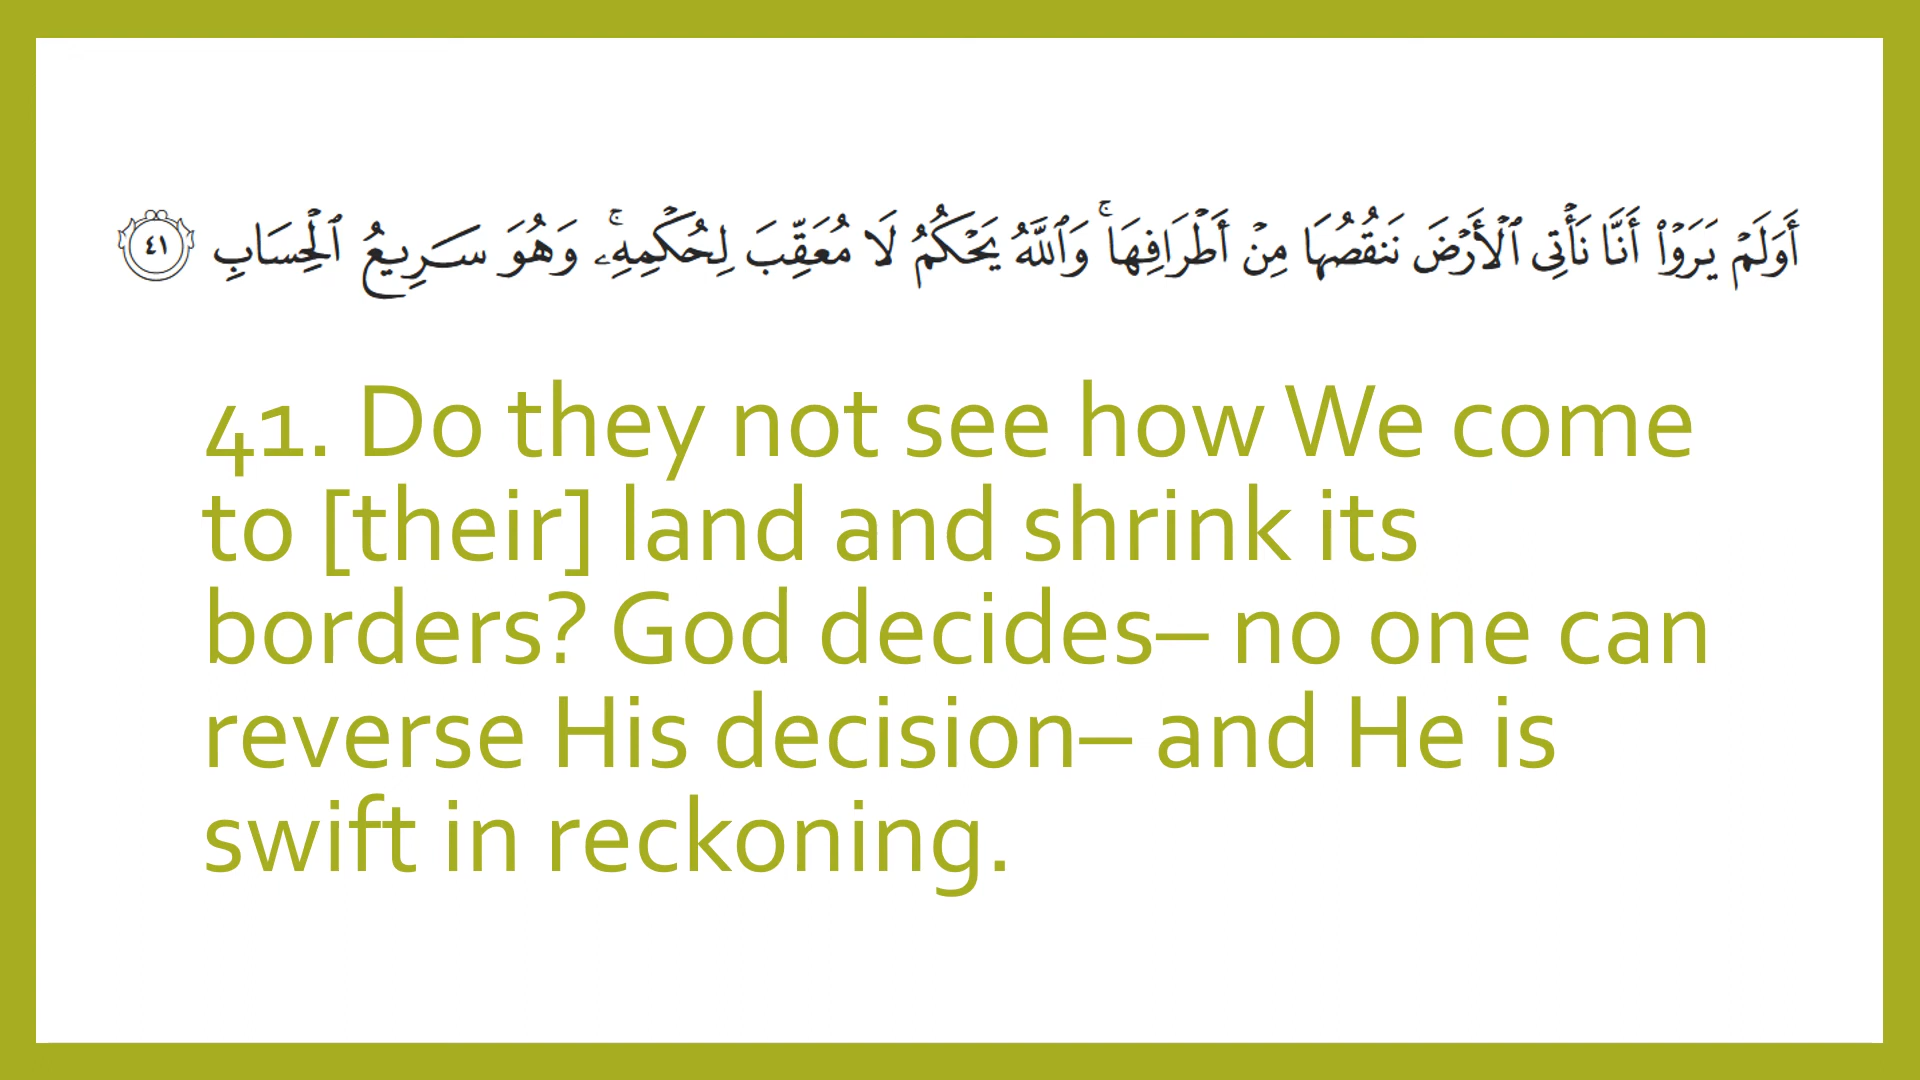 أَوَلَمْ يَرَوْا۟ أَنَّا نَأْتِى ٱلْأَرْضَ نَنقُصُهَا مِنْ أَطْرَافِهَا ۚ وَٱللَّهُ يَحْكُمُ لَا مُعَقِّبَ لِحُكْمِهِۦ ۚ وَهُوَ سَرِيعُ ٱلْحِسَابِ ٤١
41. Do they not see how We come
to [their] land and shrink its
borders? God decides– no one can
reverse His decision– and He is
swift in reckoning.